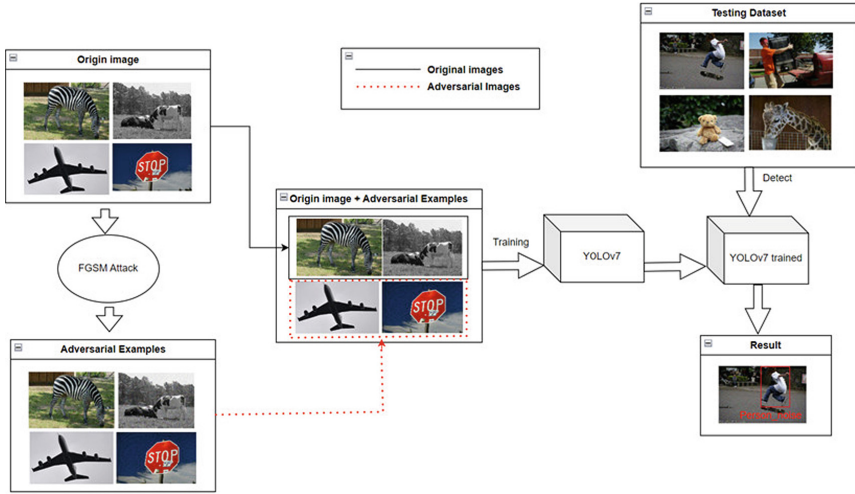 Testing Dataset
Origin image
Original images
Adversarial Images
STOP
Detect
Origin image + Adversarial Examples
Training
YOLOv7
YOLOv7 trained
FGSM Attack
STOP
Adversarial Examples
Result
STOP